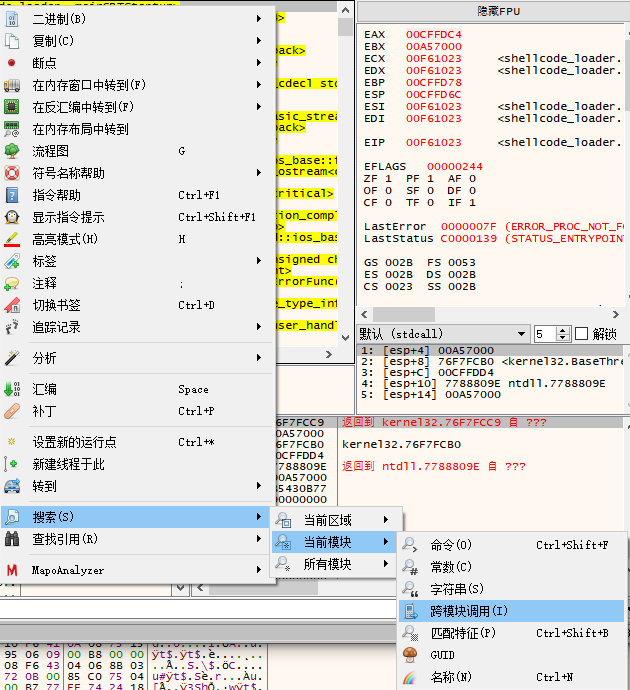 二进制(B)
复制(C)
断点
在内存窗口中转到(F)
在反汇编中转到(F)
在内存布局中转到
流程图 G
符号名称帮助
指令帮助 Ctrl+F1
显示指令提示 Ctrl+Shift+F1
高亮模式(H) H
标签
注释 ;
切换书签 Ctrl+D
追踪记录
分析
汇编 Space
补丁 Ctrl+P
设置新的运行点 Ctrl+*
新建线程于此
转到
搜索(S)
查找引用(R)
MapoAnalyzer
当前区域
当前模块
所有模块
命令(O) Ctrl+Shift+F
常数(C)
字符串(S)
跨模块调用(I)
匹配特征(P) Ctrl+Shift+B
GUID
名称(N) Ctrl+N
隐藏FPU
EAX 00CFFDC4
EBX 00A57000
ECX 00F61023 <shellcode_loader.
EDX 00F61023 <shellcode_loader.
EBP 00CFFD78
ESP 00CFFD6C
ESI 00F61023 <shellcode_loader.
EDI 00F61023 <shellcode_loader.
EIP 00F61023 <shellcode_loader.
EFLAGS 00000244
ZF 1 PF 1 AF 0
OF 0 SF 0 DF 0
CF 0 TF 0 IF 1
LastError 0000007F (ERROR_PROC_NOT_FO
LastStatus C0000139 (STATUS_ENTRYPOIN
GS 002B FS 0053
ES 002B DS 002B
CS 0023 SS 002B
默认 (stdcall) 5 解锁
1: [esp+4] 00A57000
2: [esp+8] 76F7FCB0 <kernel32.BaseThre
3: [esp+C] 00CFFDD4
4: [esp+10] 7788809E ntdll.7788809E
5: [esp+14] 00A57000
76F7FCC9 返回到 kernel32.76F7FCC9 自 ???
00A57000
76F7FCB0 kernel32.76F7FCB0
00CFFDD4
7788809E 返回到 ntdll.7788809E 自 ???
00A57000
B5430B77
00000000